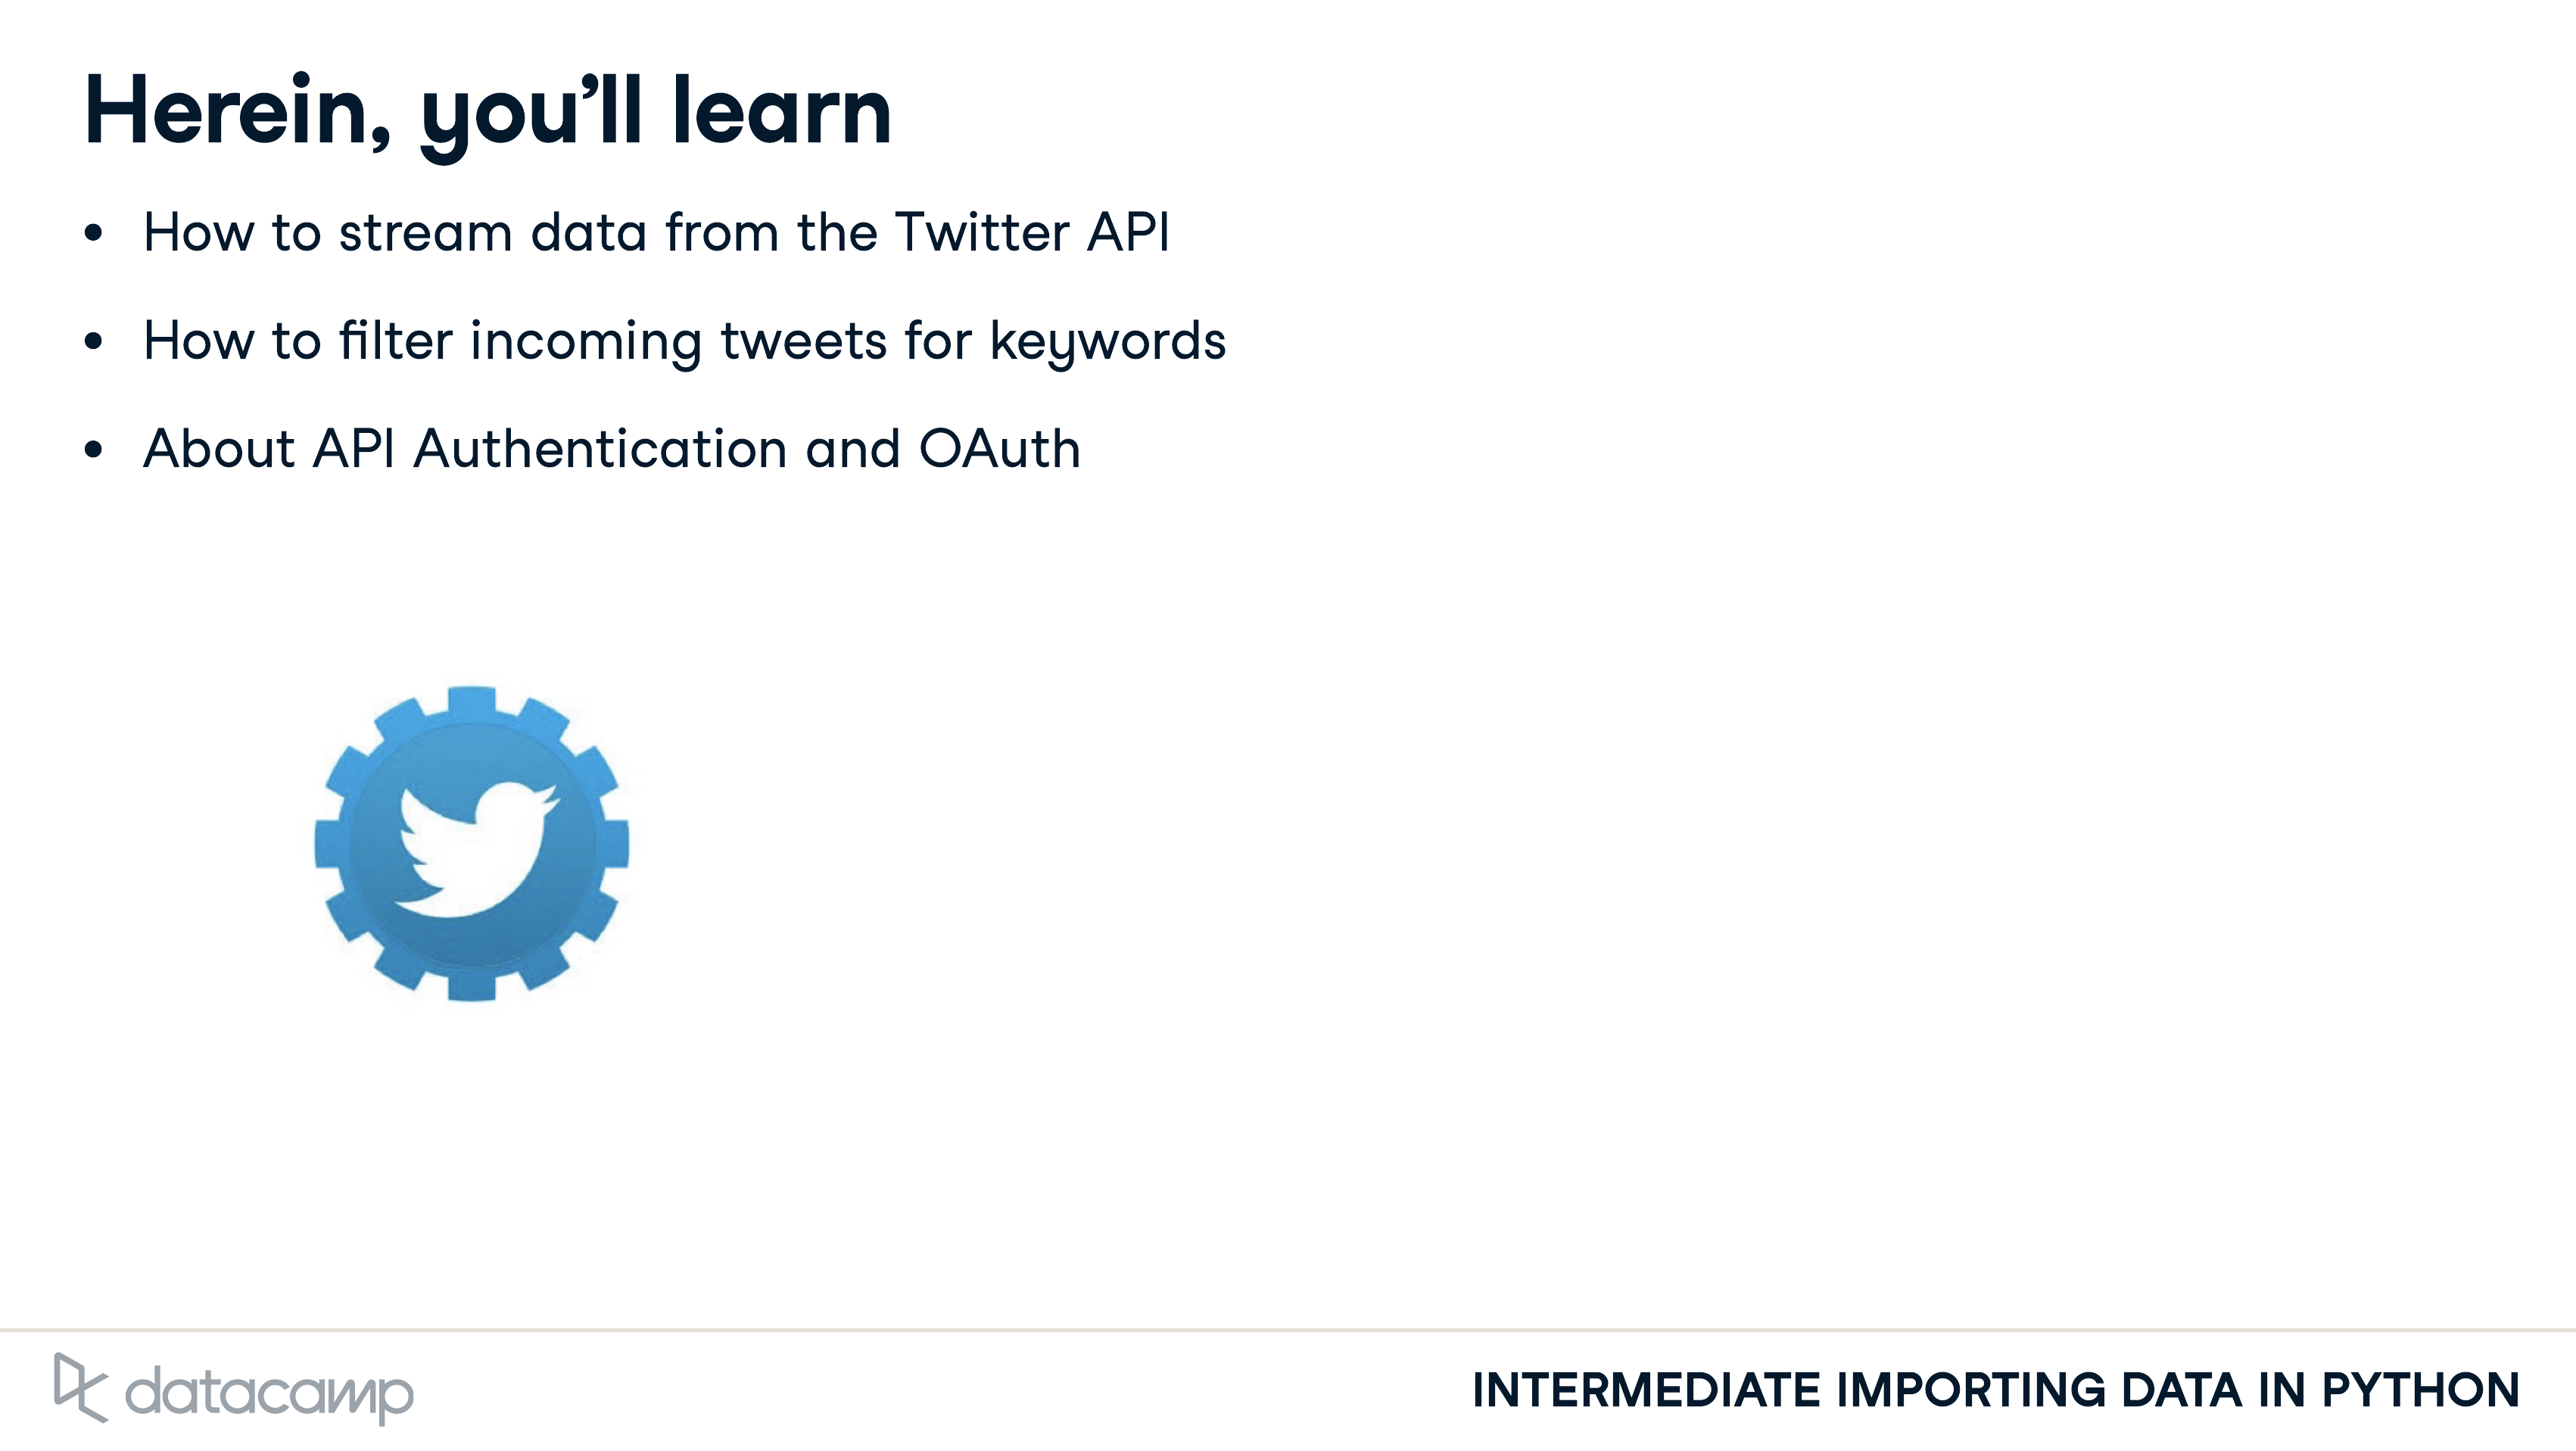 Herein, you’ll learn
• How to stream data from the Twitter API
• How to filter incoming tweets for keywords
• About API Authentication and OAuth
datacamp
INTERMEDIATE IMPORTING DATA IN PYTHON